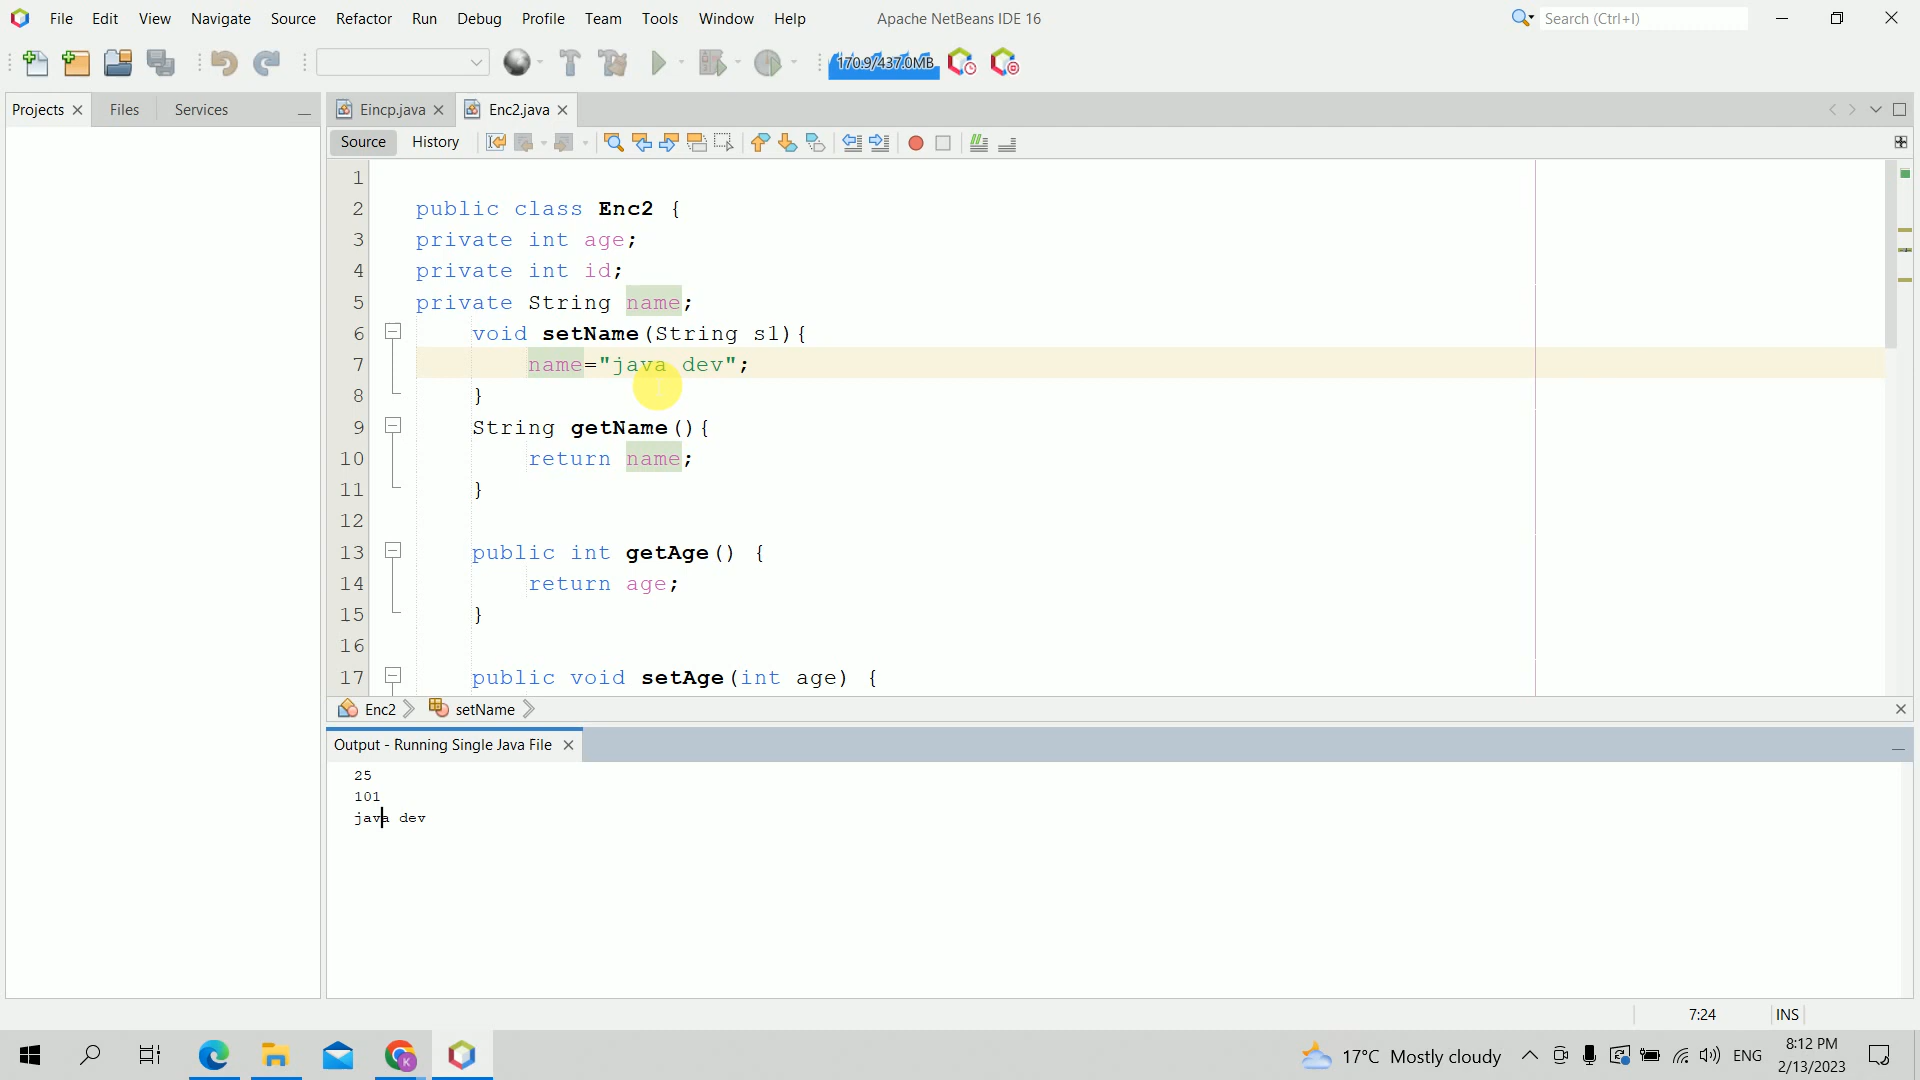 File Edit View Navigate Source Refactor Run Debug Profile Team Tools Window Help Apache NetBeans IDE 16 Search (Ctrl+I)
170.9/437.0MB
Projects Files Services Eincp.java Enc2.java
Source History
1
2 public class Enc2 {
3 private int age;
4 private int id;
5 private String name;
6 void setName(String s1){
7 name="java dev";
8 }
9 String getName(){
10 return name;
11 }
12
13 public int getAge() {
14 return age;
15 }
16
17 public void setAge(int age) {
Enc2 setName
Output - Running Single Java File
25
101
java dev
7:24 INS
17°C Mostly cloudy ENG 8:12 PM
2/13/2023